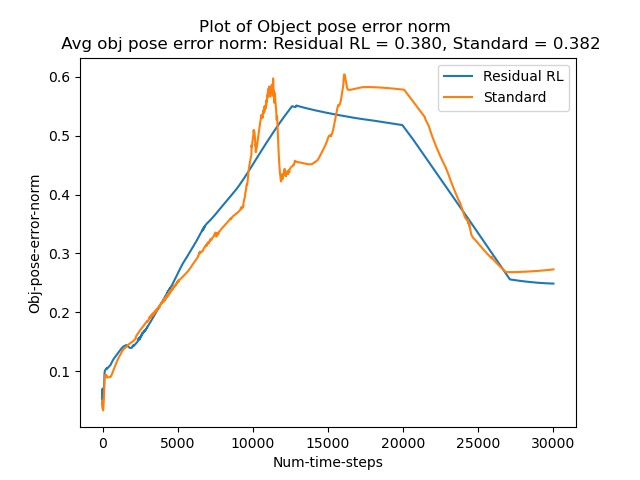 Plot of Object pose error norm
Avg obj pose error norm: Residual RL = 0.380, Standard = 0.382
Residual RL
Standard
Obj-pose-error-norm
0.6
0.5
0.4
0.3
0.2
0.1
0 5000 10000 15000 20000 25000 30000
Num-time-steps